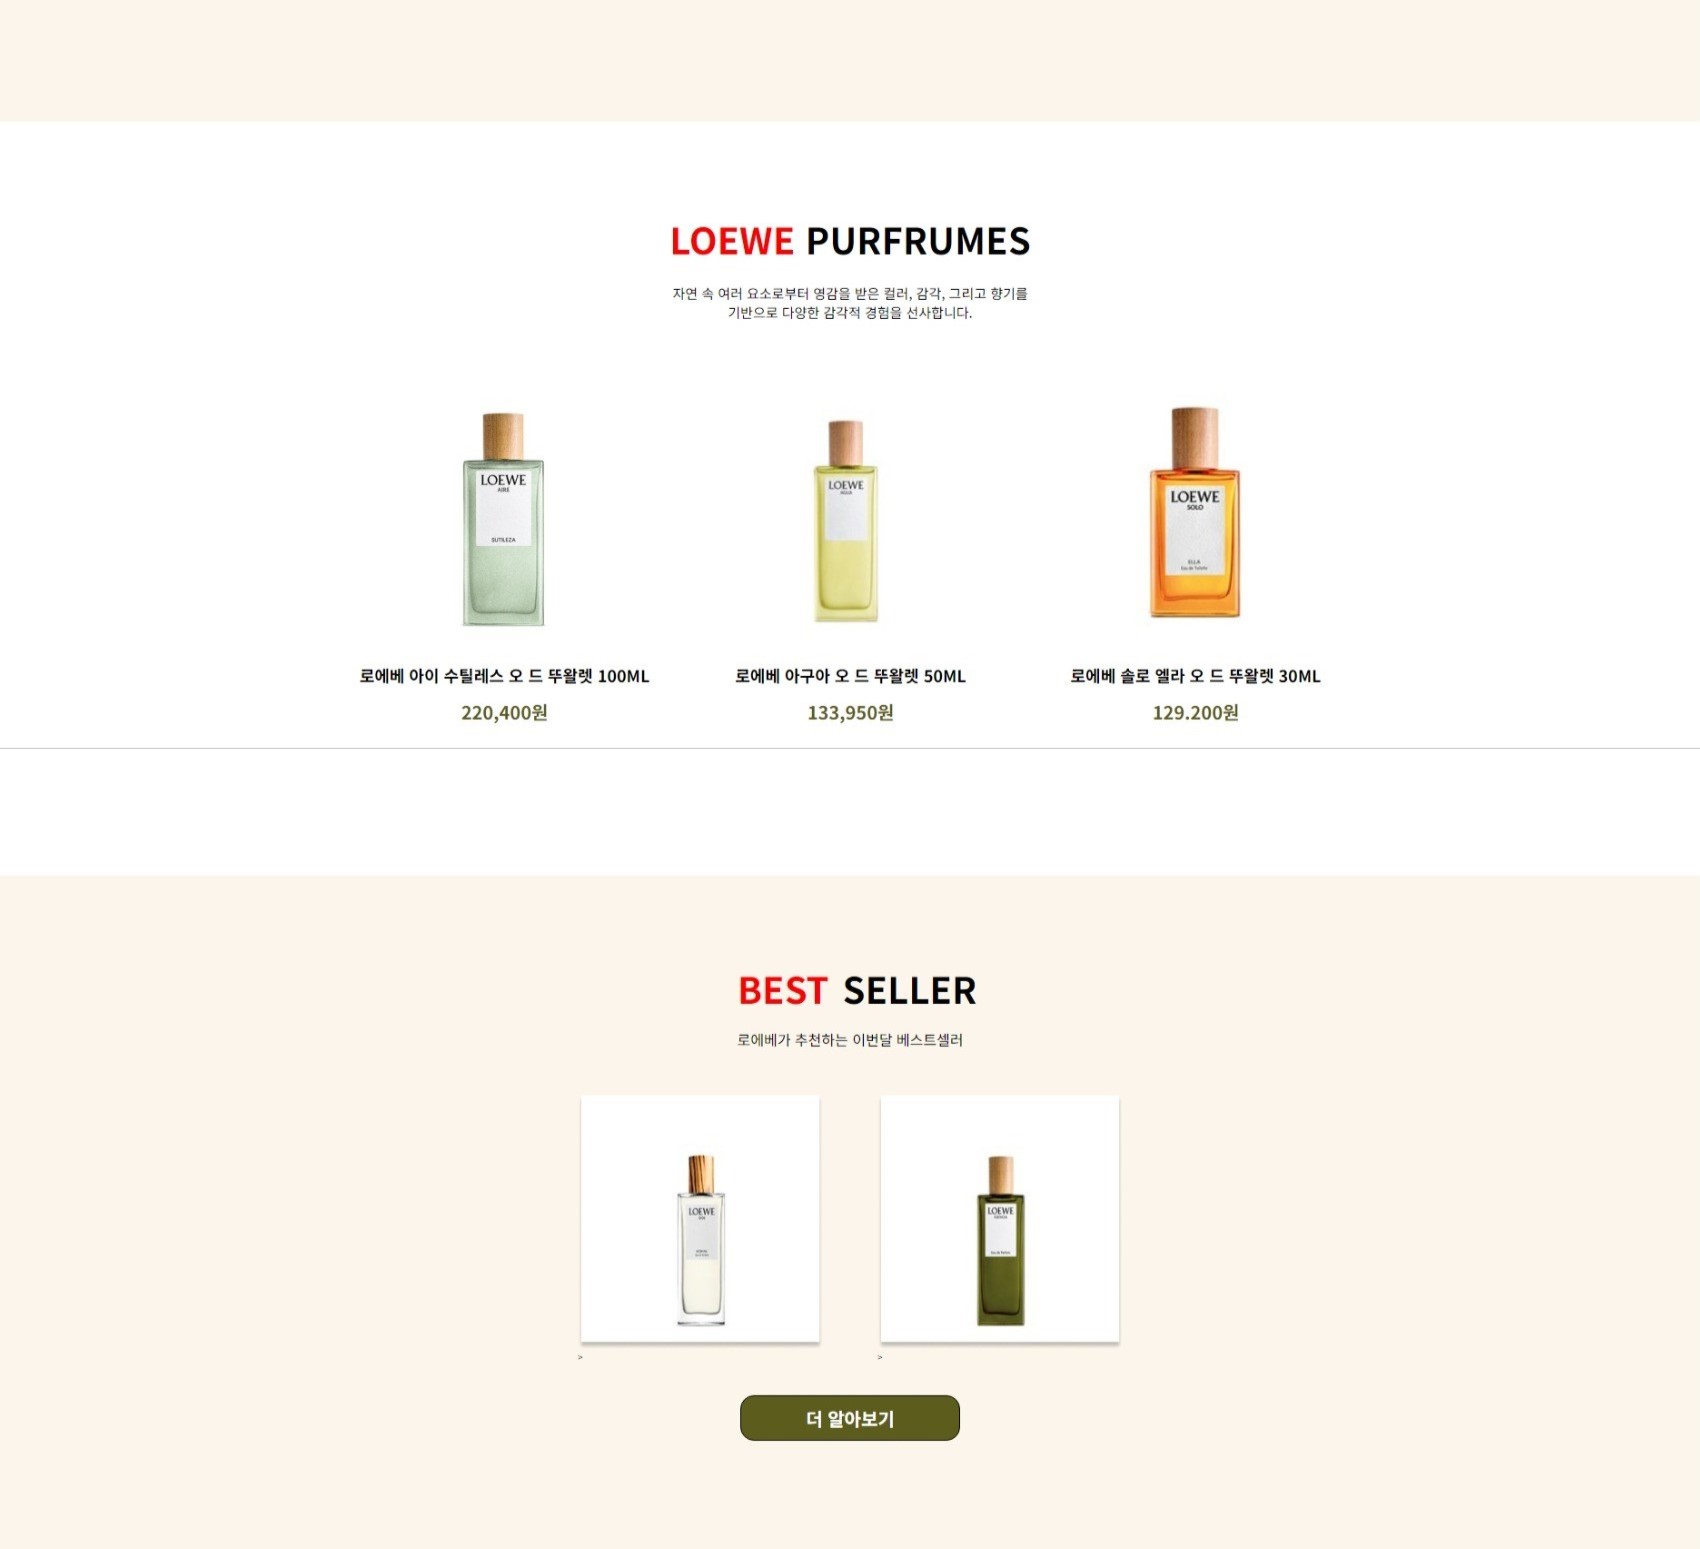 LOEWE PURFRUMES
자연 속 여러 요소로부터 영감을 받은 컬러, 감각, 그리고 향기를
기반으로 다양한 감각적 경험을 선사합니다.
LOEWE
AIRE
SUTILEZA
LOEWE
AGUA
LOEWE
SOLO
ELLA
Eau de Toilette
로에베 아이 수틸레스 오 드 뚜왈렛 100ML
로에베 아구아 오 드 뚜왈렛 50ML
로에베 솔로 엘라 오 드 뚜왈렛 30ML
220,400원
133,950원
129.200원
BEST SELLER
로에베가 추천하는 이번달 베스트셀러
LOEWE
LOEWE
>
>
더 알아보기